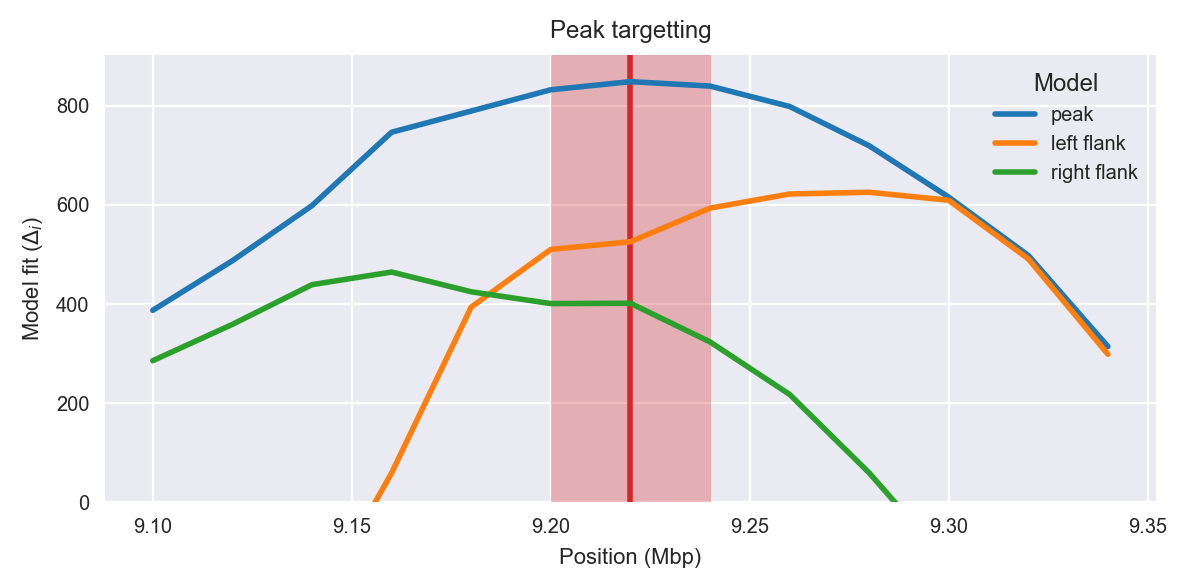 Peak targetting
Model
peak
left flank
right flank
Model fit (Δᵢ)
800
600
400
200
0
9.10 9.15 9.20 9.25 9.30 9.35
Position (Mbp)